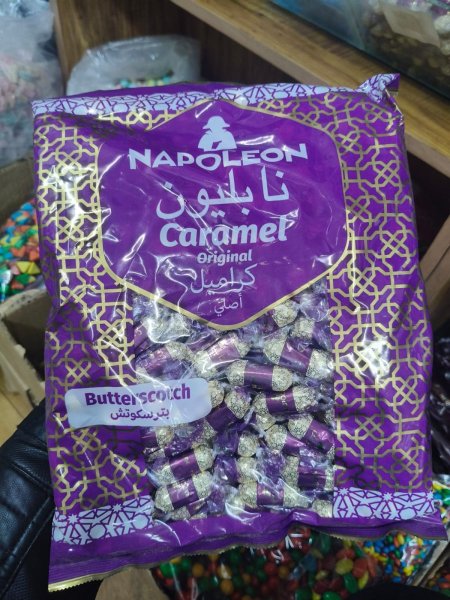 NAPOLEON
نابليون
Caramel
Original
كراميل
أصلي
Butterscotch
بترسكوتش